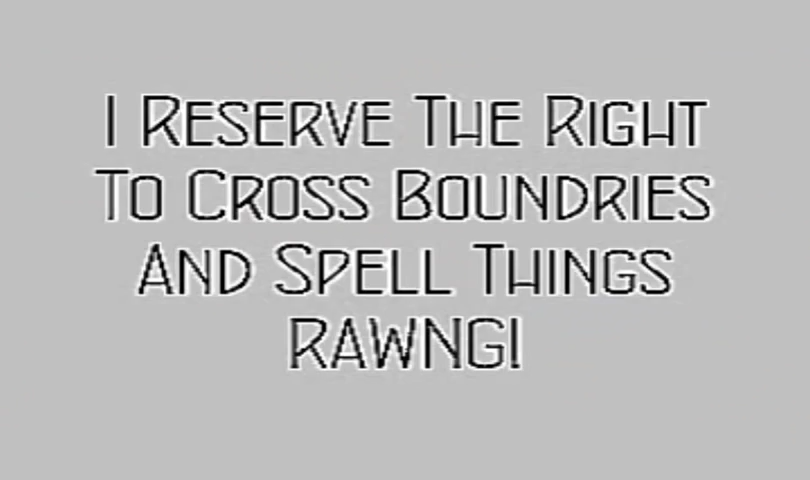 I Reserve The Right
To Cross Boundries
And Spell Things
RAWNG!